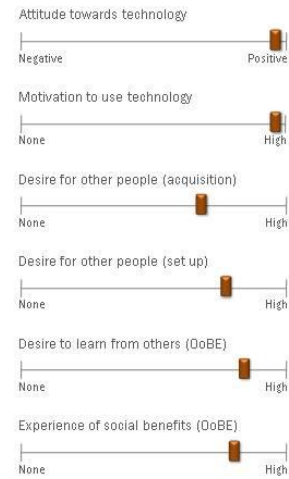 Attitude towards technology
Negative Positive
Motivation to use technology
None High
Desire for other people (acquisition)
None High
Desire for other people (set up)
None High
Desire to learn from others (OoBE)
None High
Experience of social benefits (OoBE)
None High